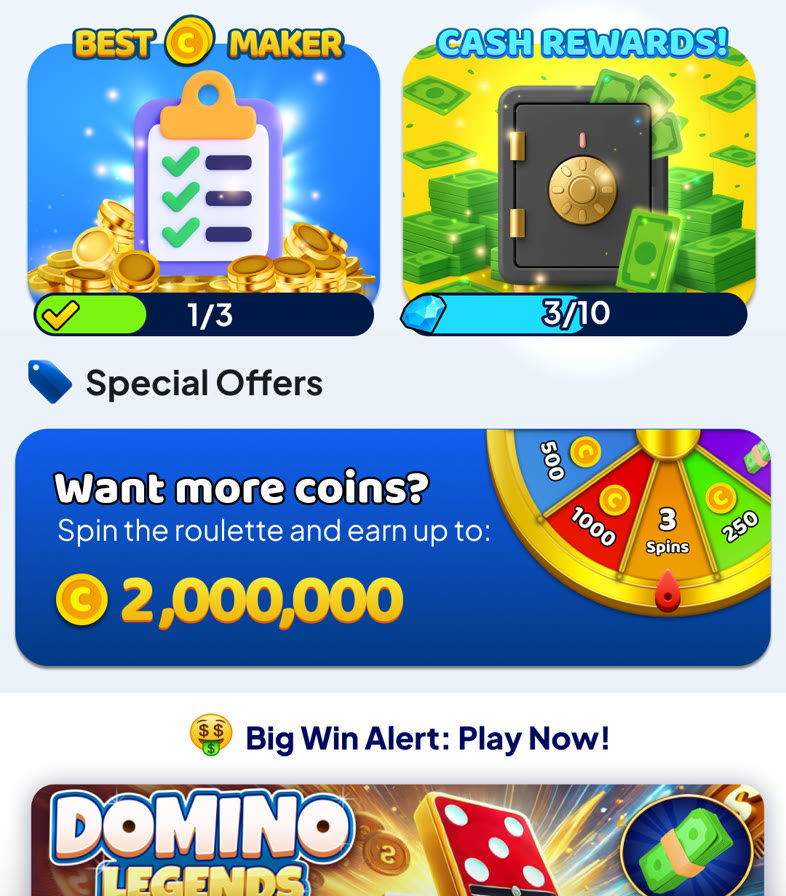 BEST C MAKER
CASH REWARDS!
1/3
3/10
Special Offers
Want more coins?
Spin the roulette and earn up to:
C 2,000,000
500 C
1000 C
3
Spins
250 C
Big Win Alert: Play Now!
DOMINO
LEGENDS